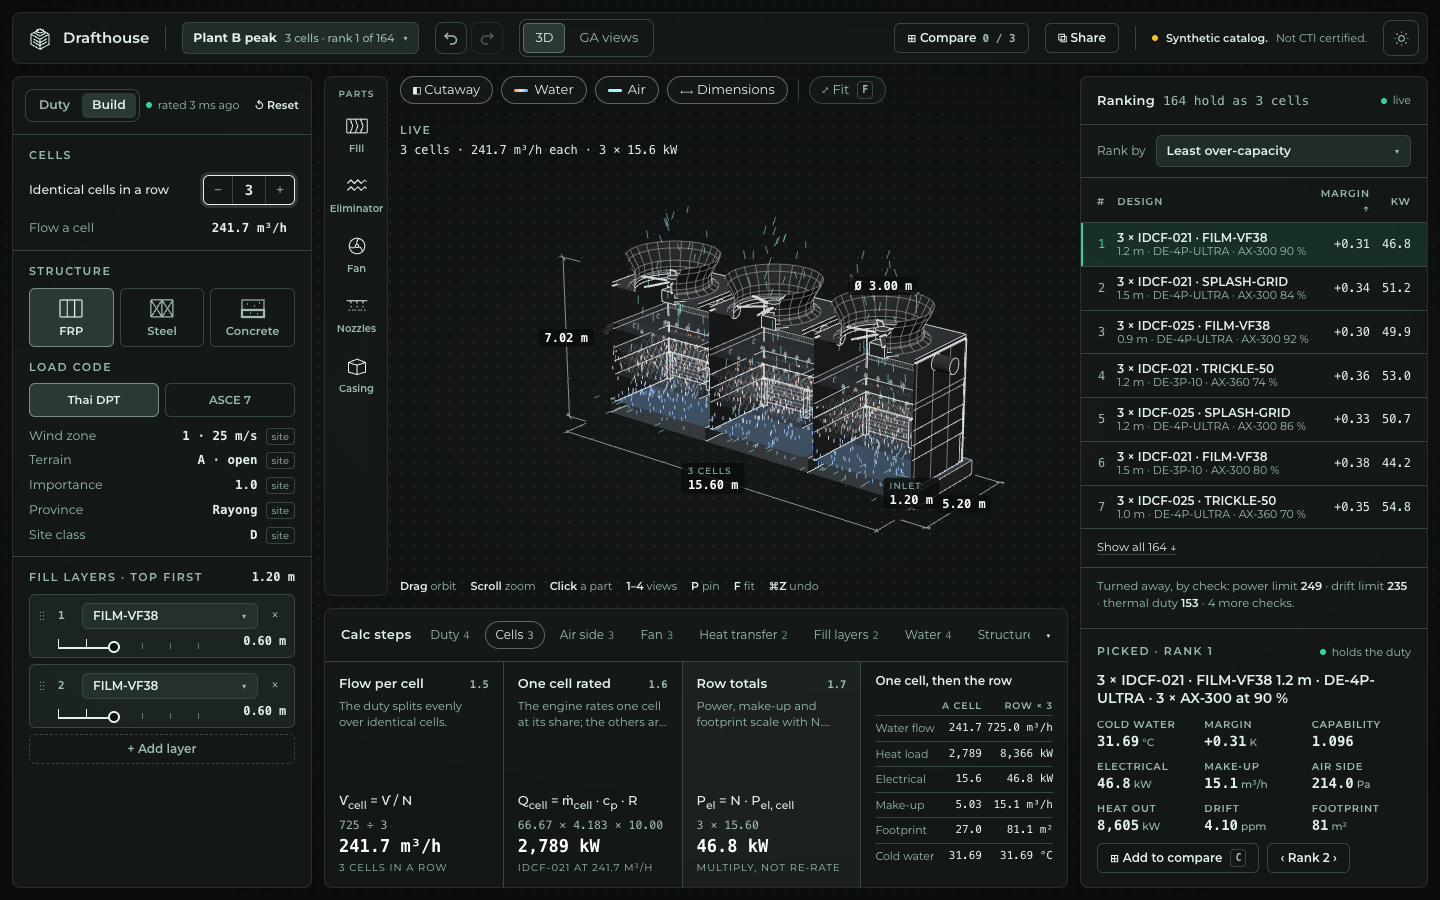 Drafthouse
Plant B peak 3 cells · rank 1 of 164
3D GA views
Compare 0 / 3
Share
Synthetic catalog. Not CTI certified.
Duty Build
rated 3 ms ago
Reset
CELLS
Identical cells in a row − 3 +
Flow a cell 241.7 m³/h
STRUCTURE
FRP Steel Concrete
LOAD CODE
Thai DPT ASCE 7
Wind zone 1 · 25 m/s site
Terrain A · open site
Importance 1.0 site
Province Rayong site
Site class D site
FILL LAYERS · TOP FIRST 1.20 m
1 FILM-VF38 ×
0.60 m
2 FILM-VF38 ×
0.60 m
+ Add layer
PARTS
Fill
Eliminator
Fan
Nozzles
Casing
Cutaway Water Air Dimensions Fit F
LIVE
3 cells · 241.7 m³/h each · 3 × 15.6 kW
Ø 3.00 m
7.02 m
3 CELLS
15.60 m
INLET
1.20 m
5.20 m
Drag orbit Scroll zoom Click a part 1–4 views P pin F fit ⌘Z undo
Calc steps Duty 4 Cells 3 Air side 3 Fan 3 Heat transfer 2 Fill layers 2 Water 4 Structure
Flow per cell 1.5
The duty splits evenly
over identical cells.
V̇cell = V̇ / N
725 ÷ 3
241.7 m³/h
3 CELLS IN A ROW
One cell rated 1.6
The engine rates one cell
at its share; the others ar…
Qcell = ṁcell · cp · R
66.67 × 4.183 × 10.00
2,789 kW
IDCF-021 AT 241.7 M³/H
Row totals 1.7
Power, make-up and
footprint scale with N.…
Pel = N · Pel, cell
3 × 15.60
46.8 kW
MULTIPLY, NOT RE-RATE
One cell, then the row
A CELL ROW × 3
Water flow 241.7 725.0 m³/h
Heat load 2,789 8,366 kW
Electrical 15.6 46.8 kW
Make-up 5.03 15.1 m³/h
Footprint 27.0 81.1 m²
Cold water 31.69 31.69 °C
Ranking 164 hold as 3 cells live
Rank by Least over-capacity
# DESIGN MARGIN ↑ KW
1 3 × IDCF-021 · FILM-VF38 +0.31 46.8
1.2 m · DE-4P-ULTRA · AX-300 90 %
2 3 × IDCF-021 · SPLASH-GRID +0.34 51.2
1.5 m · DE-4P-ULTRA · AX-300 84 %
3 3 × IDCF-025 · FILM-VF38 +0.30 49.9
0.9 m · DE-4P-ULTRA · AX-300 92 %
4 3 × IDCF-021 · TRICKLE-50 +0.36 53.0
1.2 m · DE-3P-10 · AX-360 74 %
5 3 × IDCF-025 · SPLASH-GRID +0.33 50.7
1.2 m · DE-4P-ULTRA · AX-300 86 %
6 3 × IDCF-021 · FILM-VF38 +0.38 44.2
1.5 m · DE-3P-10 · AX-300 80 %
7 3 × IDCF-025 · TRICKLE-50 +0.35 54.8
1.0 m · DE-4P-ULTRA · AX-360 70 %
Show all 164 ↓
Turned away, by check: power limit 249 · drift limit 235
· thermal duty 153 · 4 more checks.
PICKED · RANK 1 holds the duty
3 × IDCF-021 · FILM-VF38 1.2 m · DE-4P-
ULTRA · 3 × AX-300 at 90 %
COLD WATER MARGIN CAPABILITY
31.69 °C +0.31 K 1.096
ELECTRICAL MAKE-UP AIR SIDE
46.8 kW 15.1 m³/h 214.0 Pa
HEAT OUT DRIFT FOOTPRINT
8,605 kW 4.10 ppm 81 m²
Add to compare C
‹ Rank 2 ›